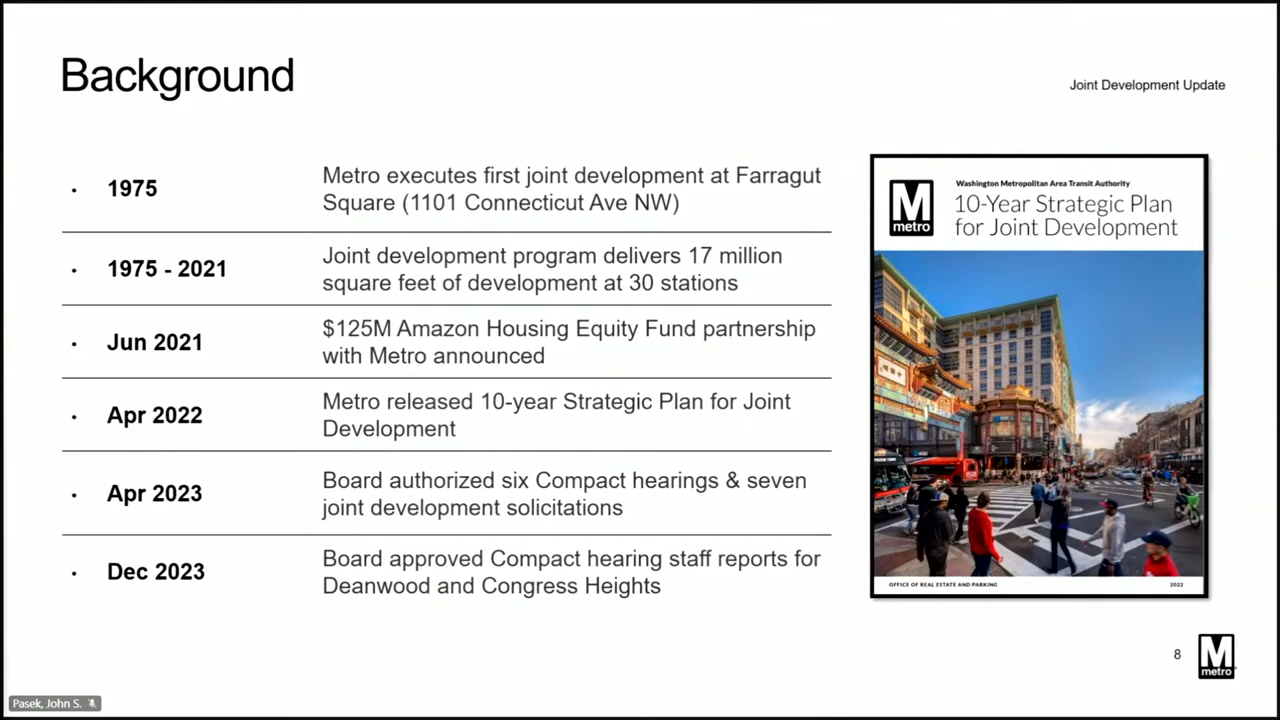 Background
Joint Development Update
• 1975
Metro executes first joint development at Farragut
Square (1101 Connecticut Ave NW)
• 1975 - 2021
Joint development program delivers 17 million
square feet of development at 30 stations
• Jun 2021
$125M Amazon Housing Equity Fund partnership
with Metro announced
• Apr 2022
Metro released 10-year Strategic Plan for Joint
Development
• Apr 2023
Board authorized six Compact hearings & seven
joint development solicitations
• Dec 2023
Board approved Compact hearing staff reports for
Deanwood and Congress Heights
M
metro
Washington Metropolitan Area Transit Authority
10-Year Strategic Plan
for Joint Development
OFFICE OF REAL ESTATE AND PARKING
2022
8
M
metro
Pasek, John S.